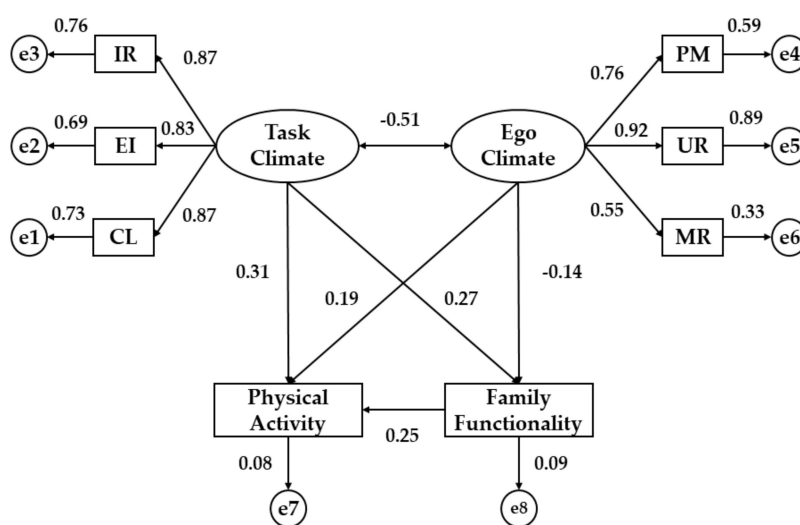 0.76
0.59
e3
IR
0.87
PM
e4
0.76
0.69
0.83
Task
Climate
-0.51
Ego
Climate
0.92
0.89
e2
EI
UR
e5
0.73
0.87
0.55
0.33
e1
CL
MR
e6
0.31
0.19
0.27
-0.14
Physical
Activity
Family
Functionality
0.25
0.08
0.09
e7
e8